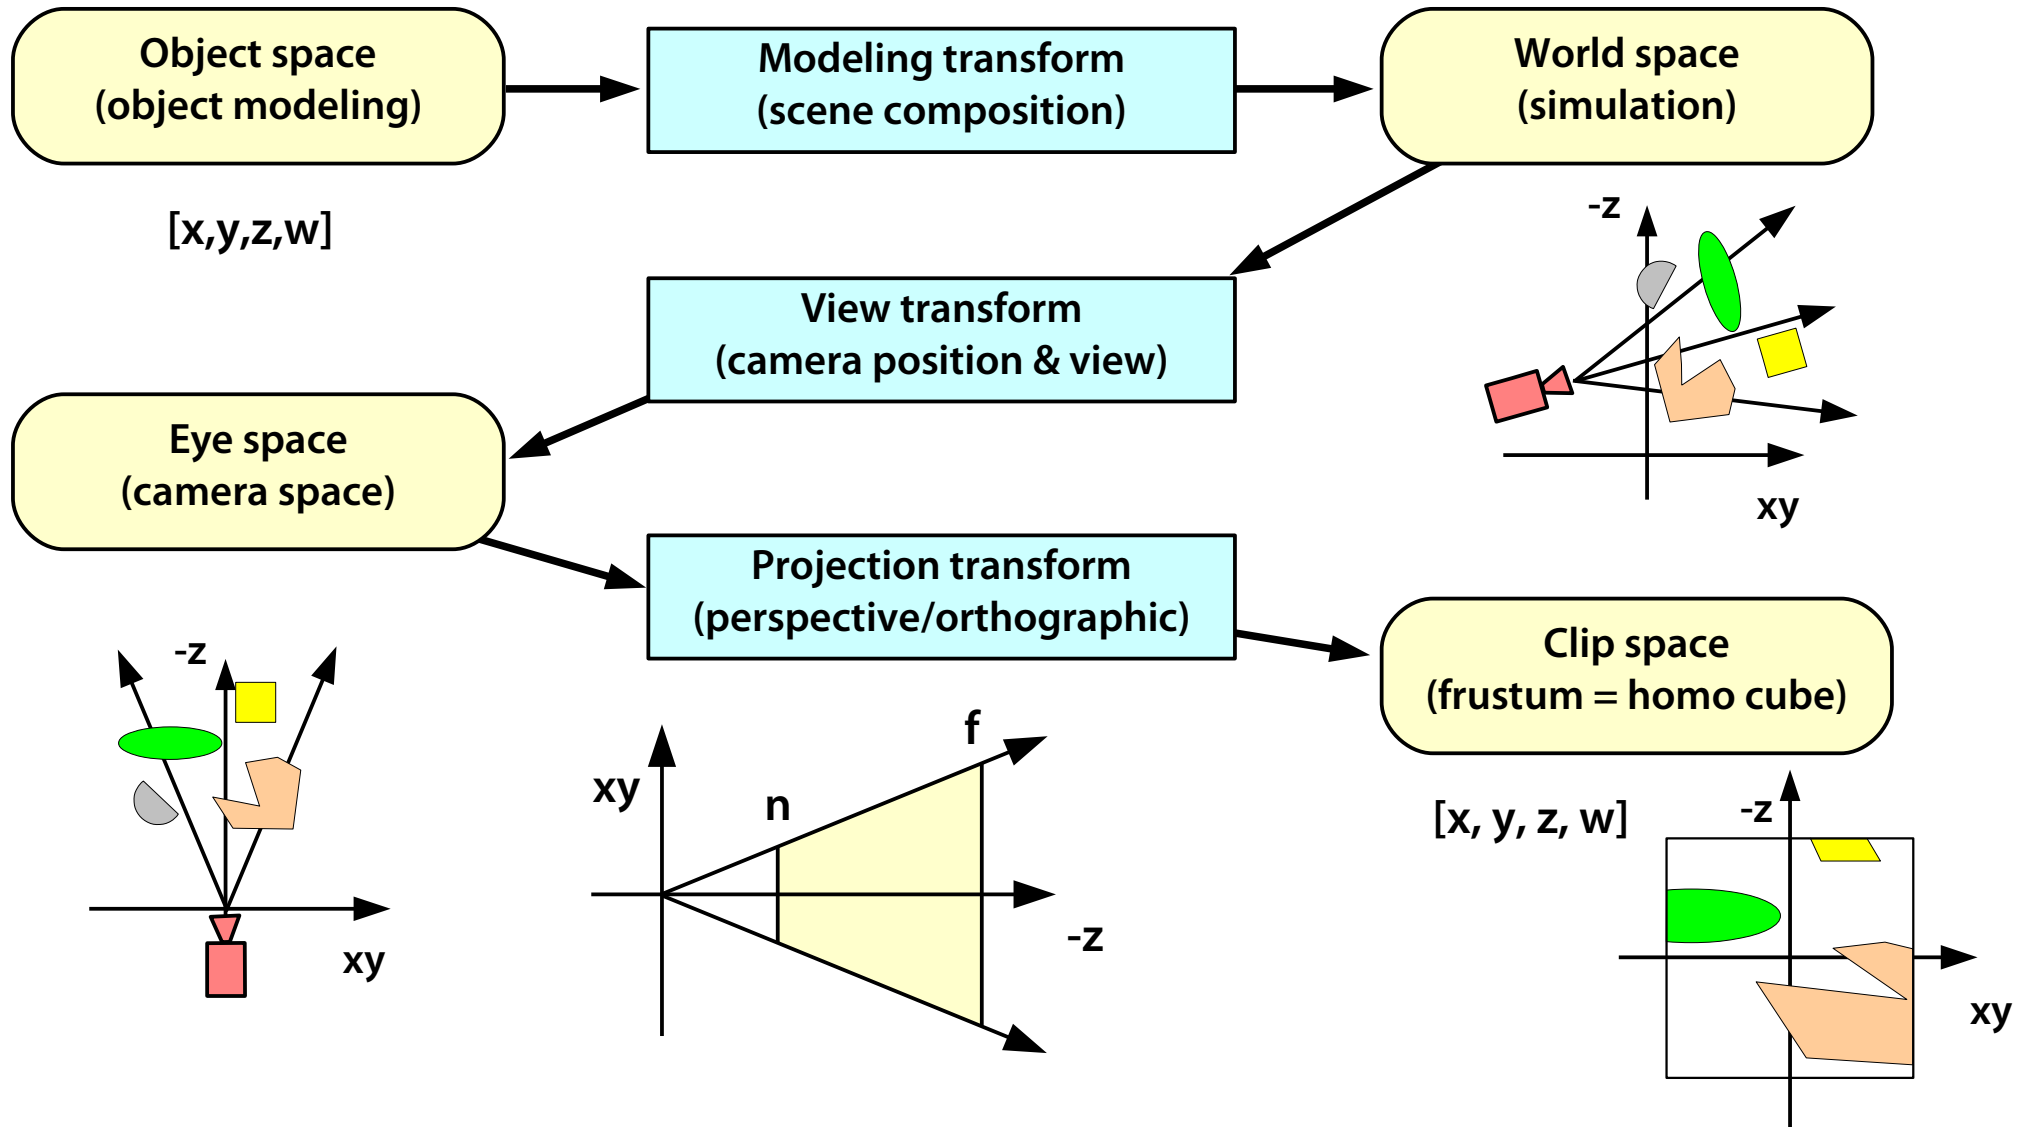 Object space
(object modeling)
Modeling transform
(scene composition)
World space
(simulation)
[x,y,z,w]
-z
View transform
(camera position & view)
xy
Eye space
(camera space)
Projection transform
(perspective/orthographic)
Clip space
(frustum = homo cube)
-z
xy
f
xy
n
-z
[x, y, z, w]
-z
xy